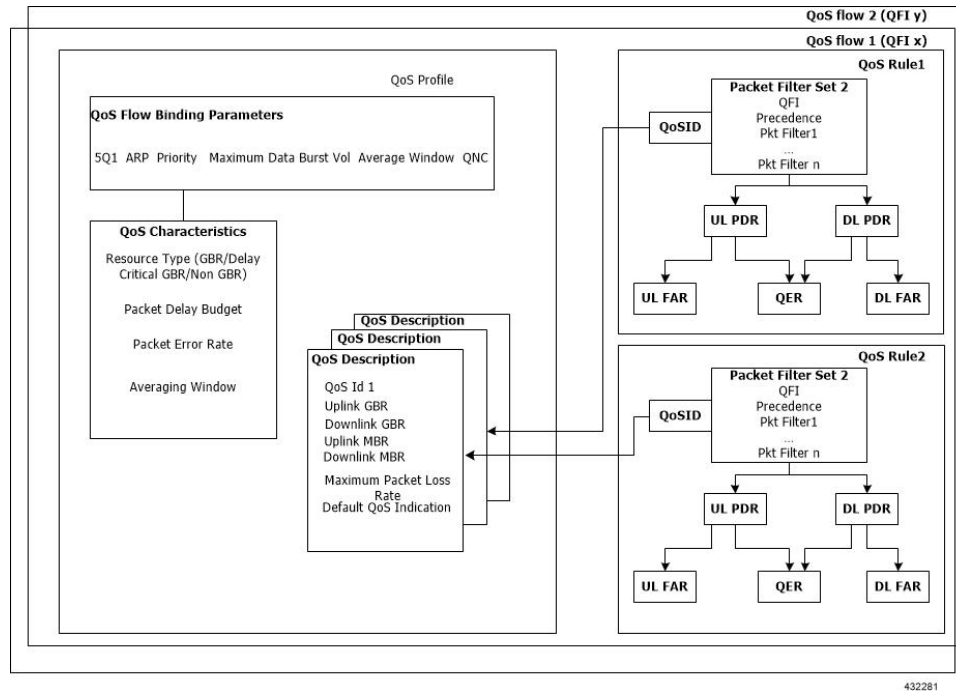 QoS flow 2 (QFI y)
QoS flow 1 (QFI x)
QoS Profile
QoS Flow Binding Parameters
5Q1 ARP Priority Maximum Data Burst Vol Average Window QNC
QoS Characteristics
Resource Type (GBR/Delay
Critical GBR/Non GBR)
Packet Delay Budget
Packet Error Rate
Averaging Window
QoS Description
QoS Description
QoS Description
QoS Id 1
Uplink GBR
Downlink GBR
Uplink MBR
Downlink MBR
Maximum Packet Loss
Rate
Default QoS Indication
QoS Rule1
QoSID
Packet Filter Set 2
QFI
Precedence
Pkt Filter1
...
Pkt Filter n
UL PDR
DL PDR
UL FAR
QER
DL FAR
QoS Rule2
QoSID
Packet Filter Set 2
QFI
Precedence
Pkt Filter1
...
Pkt Filter n
UL PDR
DL PDR
UL FAR
QER
DL FAR
432281